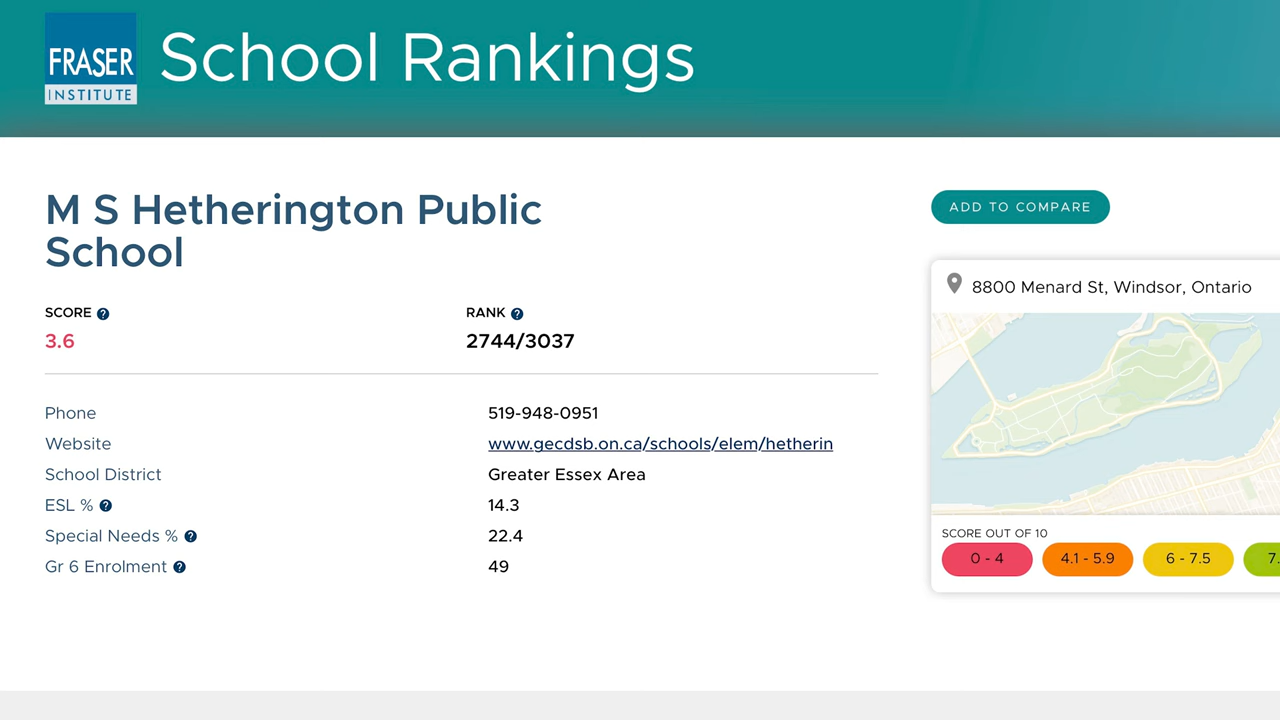 FRASER
INSTITUTE
School Rankings
M S Hetherington Public
School
ADD TO COMPARE
8800 Menard St, Windsor, Ontario
SCORE ?
3.6
RANK ?
2744/3037
Phone 519-948-0951
Website www.gecdsb.on.ca/schools/elem/hetherin
School District Greater Essex Area
ESL % ? 14.3
Special Needs % ? 22.4
Gr 6 Enrolment ? 49
SCORE OUT OF 10
0 - 4 4.1 - 5.9 6 - 7.5 7.